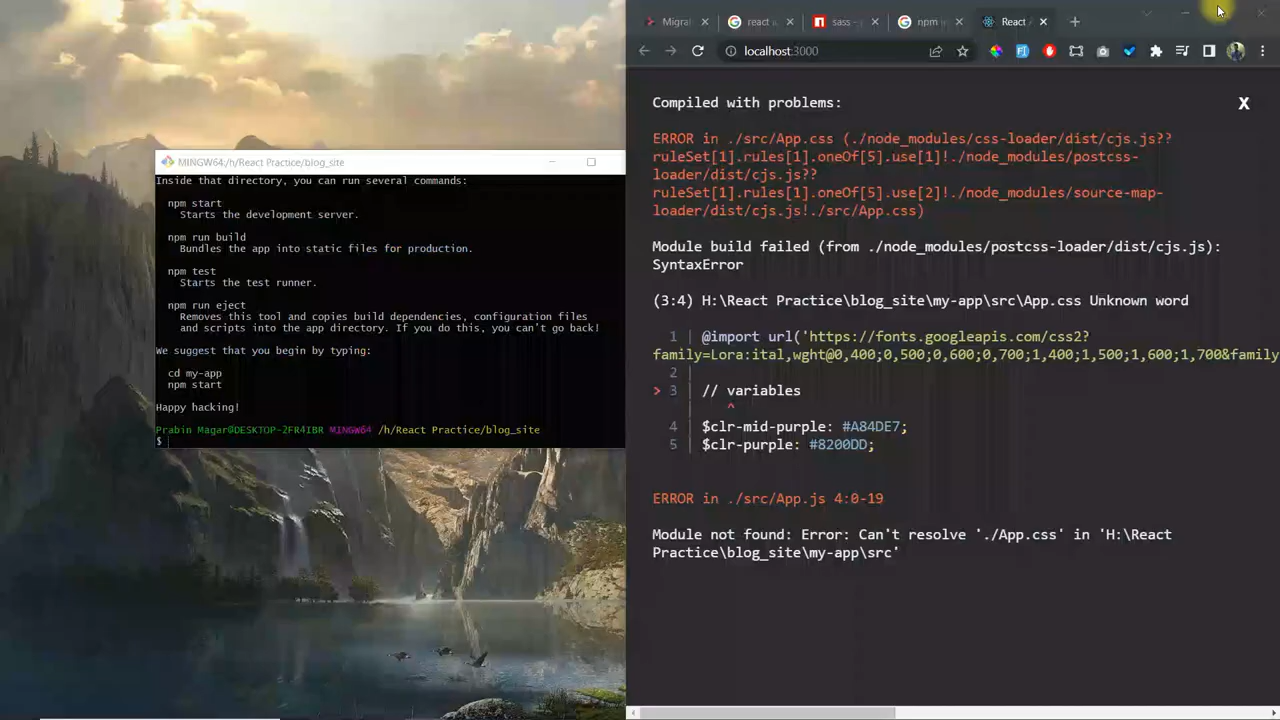 MINGW64:/h/React Practice/blog_site
Inside that directory, you can run several commands:
npm start
Starts the development server.
npm run build
Bundles the app into static files for production.
npm test
Starts the test runner.
npm run eject
Removes this tool and copies build dependencies, configuration files
and scripts into the app directory. If you do this, you can't go back!
We suggest that you begin by typing:
cd my-app
npm start
Happy hacking!
Prabin Magar@DESKTOP-2FR4IBR MINGW64 /h/React Practice/blog_site
$
Migra
react i
sass -
npm i
React
localhost:3000
Compiled with problems:
X
ERROR in ./src/App.css (./node_modules/css-loader/dist/cjs.js??
ruleSet[1].rules[1].oneOf[5].use[1]!./node_modules/postcss-
loader/dist/cjs.js??
ruleSet[1].rules[1].oneOf[5].use[2]!./node_modules/source-map-
loader/dist/cjs.js!./src/App.css)
Module build failed (from ./node_modules/postcss-loader/dist/cjs.js):
SyntaxError
(3:4) H:\React Practice\blog_site\my-app\src\App.css Unknown word
1 | @import url('https://fonts.googleapis.com/css2?
family=Lora:ital,wght@0,400;0,500;0,600;0,700;1,400;1,500;1,600;1,700&family
2 |
> 3 | // variables
| ^
4 | $clr-mid-purple: #A84DE7;
5 | $clr-purple: #8200DD;
ERROR in ./src/App.js 4:0-19
Module not found: Error: Can't resolve './App.css' in 'H:\React
Practice\blog_site\my-app\src'